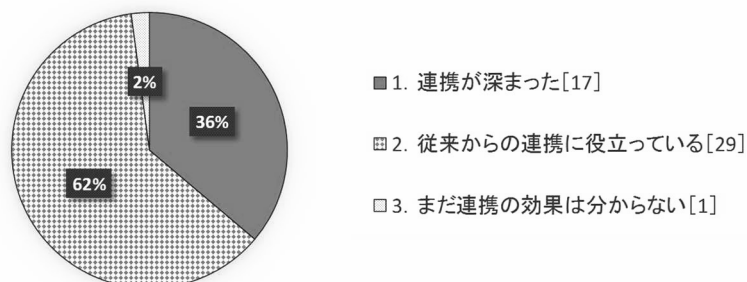 2%
36%
62%
1. 連携が深まった[17]
2. 従来からの連携に役立っている[29]
3. まだ連携の効果は分からない[1]